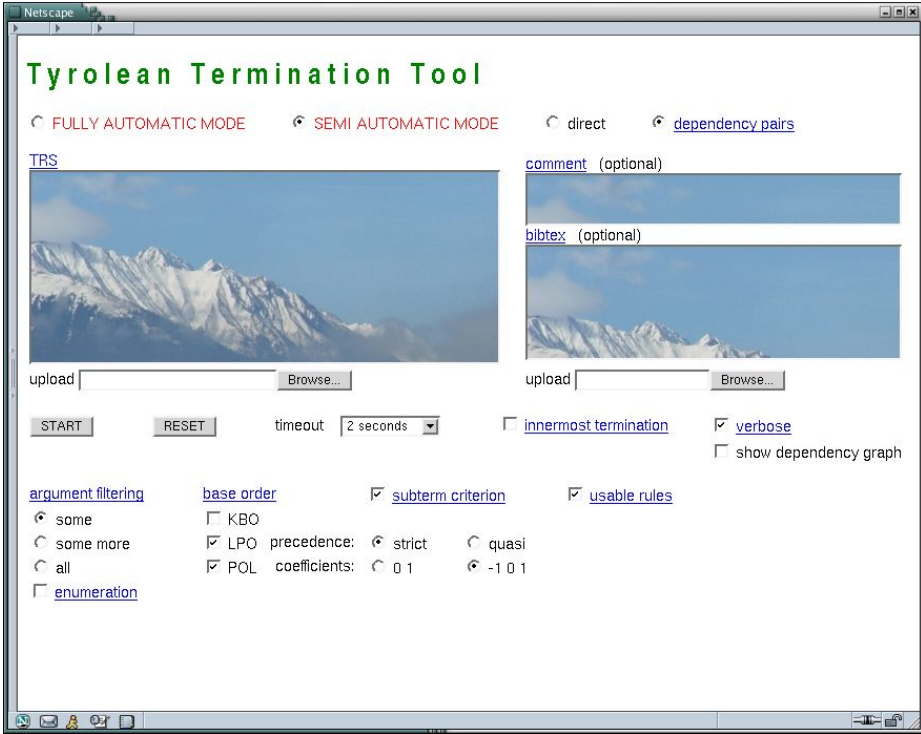 Netscape
Tyrolean Termination Tool
FULLY AUTOMATIC MODE SEMI AUTOMATIC MODE direct dependency pairs
TRS
comment (optional)
bibtex (optional)
upload Browse... upload Browse...
START RESET timeout 2 seconds innermost termination verbose
show dependency graph
argument filtering base order subterm criterion usable rules
some KBO
some more LPO precedence: strict quasi
all POL coefficients: 0 1 -1 0 1
enumeration